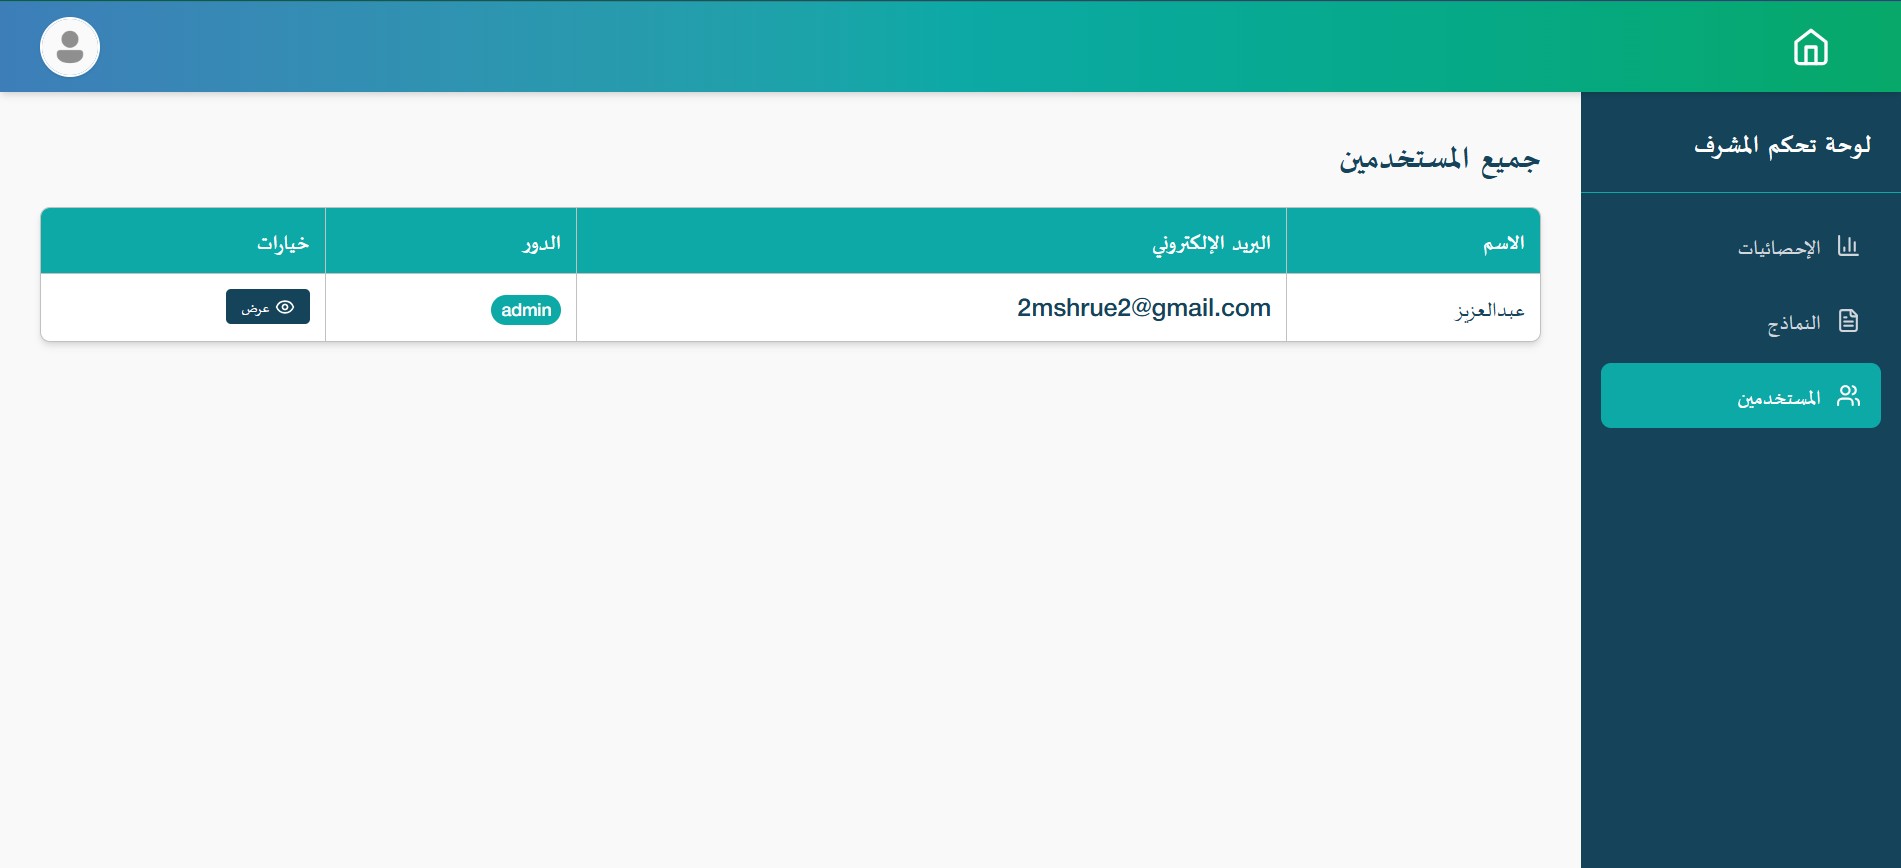 لوحة تحكم المشرف
الإحصائيات
النماذج
المستخدمين
جميع المستخدمين
الاسم البريد الإلكتروني الدور خيارات
عبدالعزيز 2mshrue2@gmail.com admin عرض